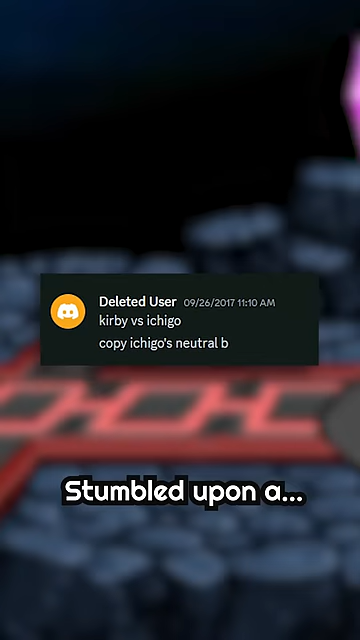 Deleted User 09/26/2017 11:10 AM
kirby vs ichigo
copy ichigo's neutral b
Stumbled upon a...